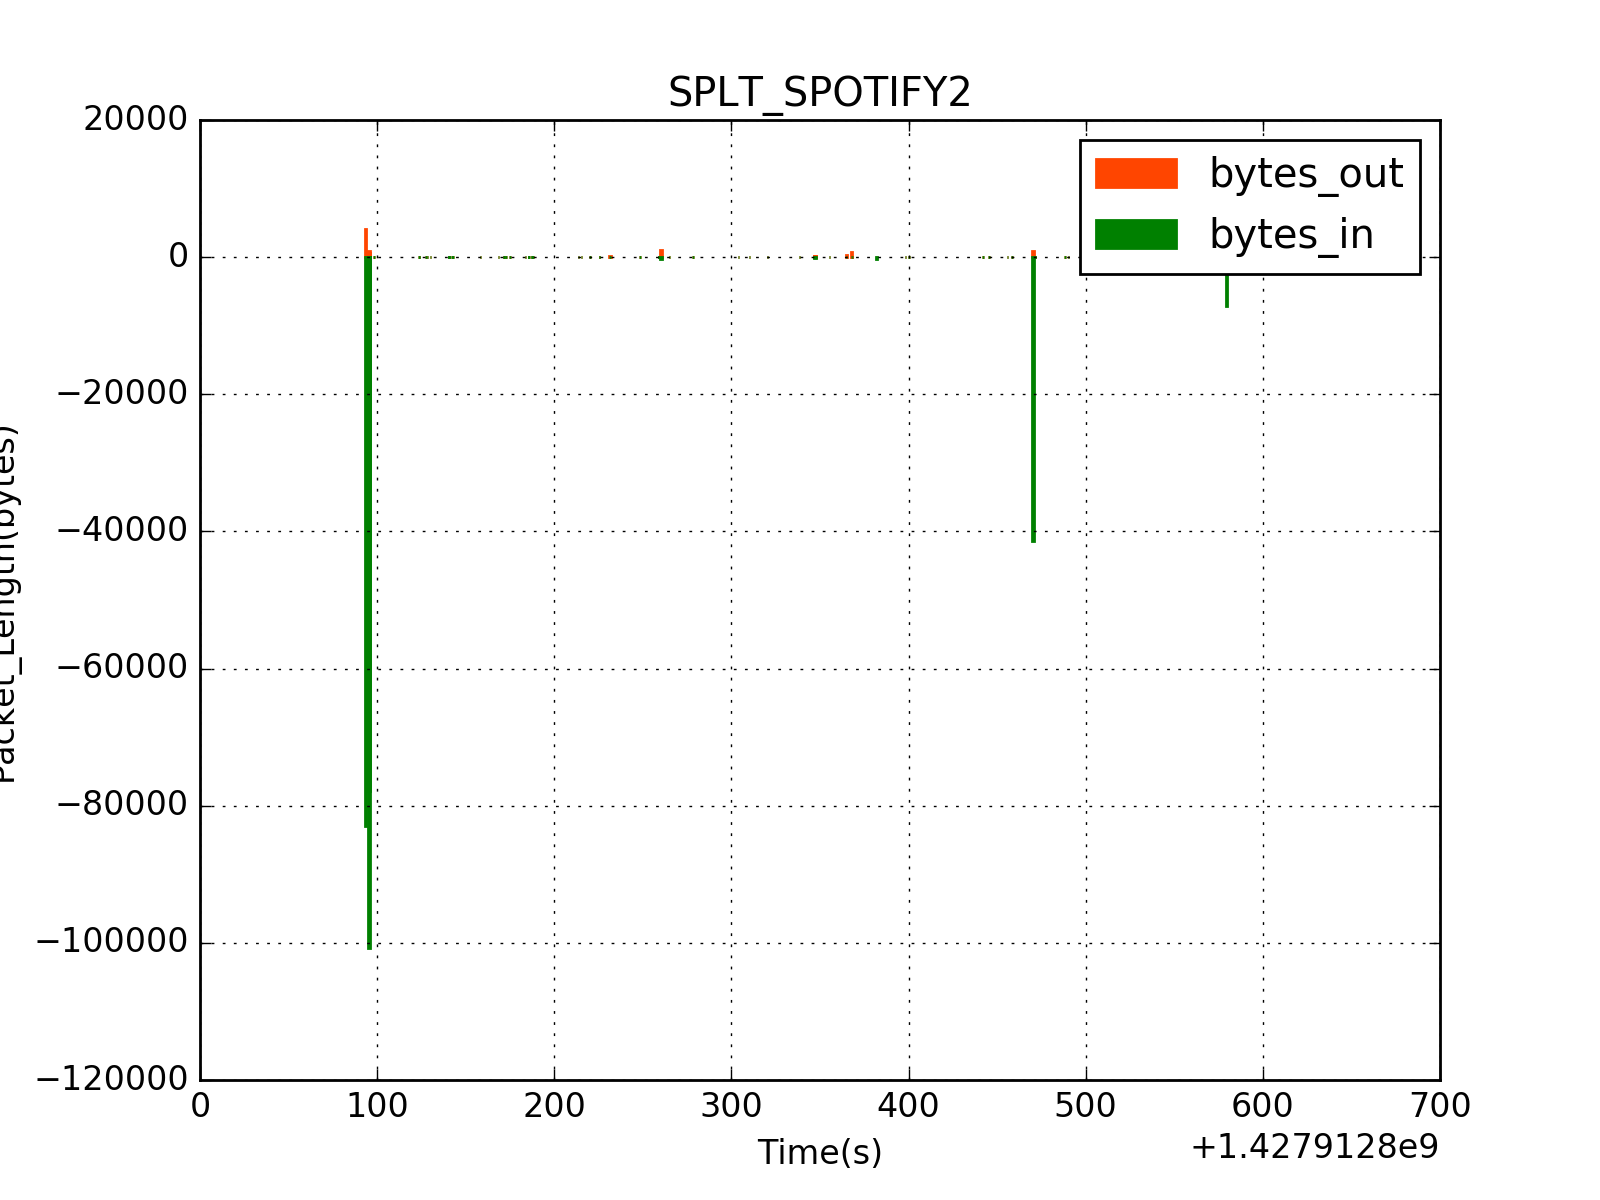 SPLT_SPOTIFY2
20000
0
−20000
−40000
−60000
−80000
−100000
−120000
Packet_Length(bytes)
bytes_out
bytes_in
0 100 200 300 400 500 600 700
Time(s)
+1.4279128e9